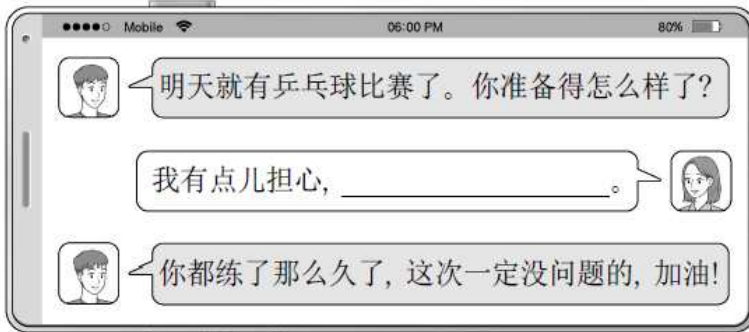 Mobile 06:00 PM 80%
明天就有乒乓球比赛了。你准备得怎么样了?
我有点儿担心, ____________________。
你都练了那么久了, 这次一定没问题的, 加油!